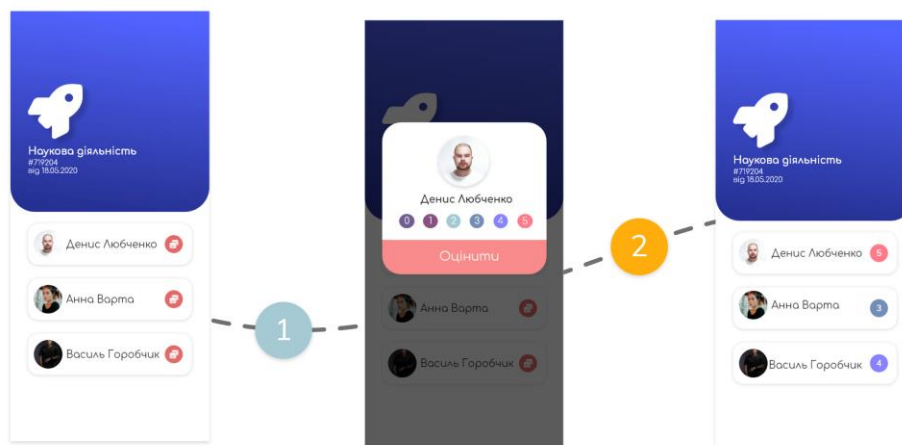 Наукова діяльність
#719204
від 18.05.2020
Денис Любченко
Анна Варта
Василь Горобчик
1
Денис Любченко
0 1 2 3 4 5
Оцінити
Анна Варта
Василь Горобчик
2
Наукова діяльність
#719204
від 18.05.2020
Денис Любченко 5
Анна Варта 3
Василь Горобчик 4